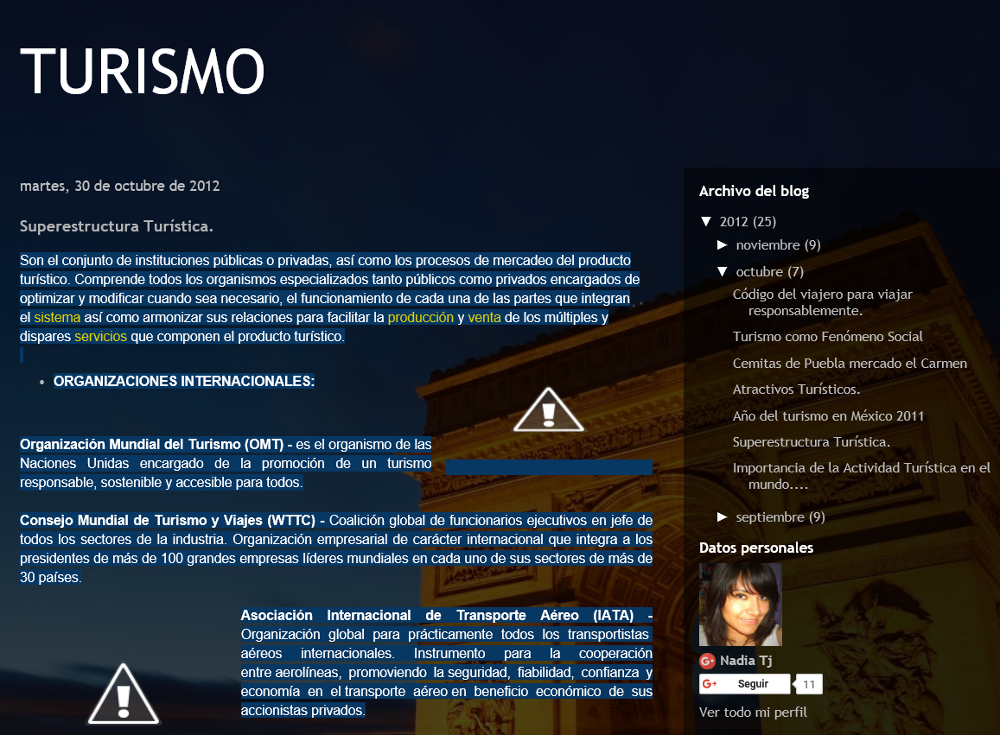 TURISMO
martes, 30 de octubre de 2012
Superestructura Turística.
Son el conjunto de instituciones públicas o privadas, así como los procesos de mercadeo del producto
turístico. Comprende todos los organismos especializados tanto públicos como privados encargados de
optimizar y modificar cuando sea necesario, el funcionamiento de cada una de las partes que integran
el sistema así como armonizar sus relaciones para facilitar la producción y venta de los múltiples y
dispares servicios que componen el producto turístico.
• ORGANIZACIONES INTERNACIONALES:
Organización Mundial del Turismo (OMT) - es el organismo de las
Naciones Unidas encargado de la promoción de un turismo
responsable, sostenible y accesible para todos.
Consejo Mundial de Turismo y Viajes (WTTC) - Coalición global de funcionarios ejecutivos en jefe de
todos los sectores de la industria. Organización empresarial de carácter internacional que integra a los
presidentes de más de 100 grandes empresas líderes mundiales en cada uno de sus sectores de más de
30 países.
Asociación Internacional de Transporte Aéreo (IATA) -
Organización global para prácticamente todos los transportistas
aéreos internacionales. Instrumento para la cooperación
entre aerolíneas, promoviendo la seguridad, fiabilidad, confianza y
economía en el transporte aéreo en beneficio económico de sus
accionistas privados.
Archivo del blog
▼ 2012 (25)
► noviembre (9)
▼ octubre (7)
Código del viajero para viajar
responsablemente.
Turismo como Fenómeno Social
Cemitas de Puebla mercado el Carmen
Atractivos Turísticos.
Año del turismo en México 2011
Superestructura Turística.
Importancia de la Actividad Turística en el
mundo....
► septiembre (9)
Datos personales
G+ Nadia Tj
G+ Seguir 11
Ver todo mi perfil